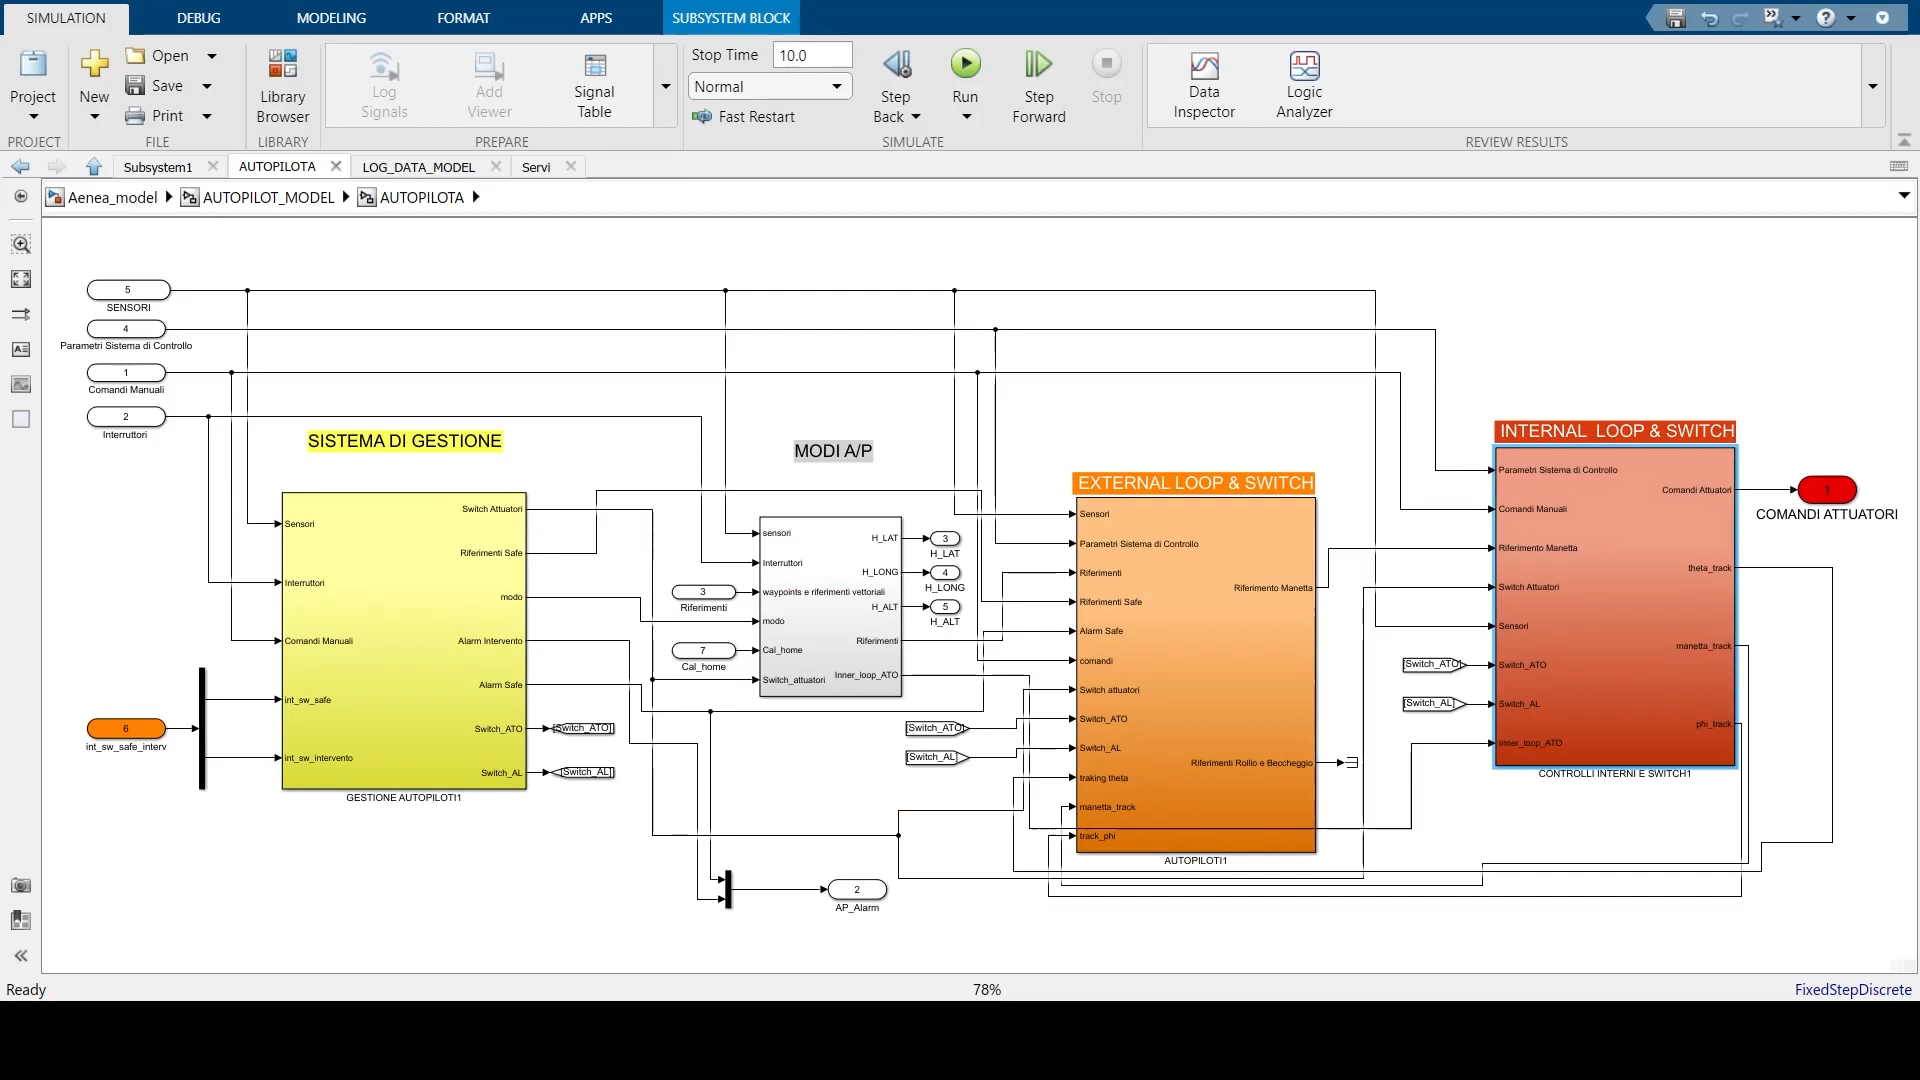 SIMULATION DEBUG MODELING FORMAT APPS SUBSYSTEM BLOCK
Project
New
Open
Save
Print
Library
Browser
Log
Signals
Add
Viewer
Signal
Table
Stop Time 10.0
Normal
Fast Restart
Step
Back
Run
Step
Forward
Stop
Data
Inspector
Logic
Analyzer
PROJECT FILE LIBRARY PREPARE SIMULATE REVIEW RESULTS
Subsystem1 AUTOPILOTA LOG_DATA_MODEL Servi
Aenea_model AUTOPILOT_MODEL AUTOPILOTA
5
SENSORI
4
Parametri Sistema di Controllo
1
Comandi Manuali
2
Interruttori
6
int_sw_safe_interv
SISTEMA DI GESTIONE
Sensori
Interruttori
Comandi Manuali
int_sw_safe
int_sw_intervento
Switch Attuatori
Riferimenti Safe
modo
Alarm Intervento
Alarm Safe
Switch_ATO
Switch_AL
GESTIONE AUTOPILOTI1
[Switch_ATO]
[Switch_AL]
MODI A/P
3
Riferimenti
7
Cal_home
sensori
Interruttori
waypoints e riferimenti vettoriali
modo
Cal_home
Switch_attuatori
H_LAT
H_LONG
H_ALT
Riferimenti
Inner_loop_ATO
3
H_LAT
4
H_LONG
5
H_ALT
2
AP_Alarm
[Switch_ATO]
[Switch_AL]
EXTERNAL LOOP & SWITCH
Sensori
Parametri Sistema di Controllo
Riferimenti
Riferimenti Safe
Alarm Safe
comandi
Switch attuatori
Switch_ATO
Switch_AL
traking theta
manetta_track
track_phi
Riferimento Manetta
Riferimenti Rollio e Beccheggio
AUTOPILOTI1
[Switch_ATO]
[Switch_AL]
INTERNAL LOOP & SWITCH
Parametri Sistema di Controllo
Comandi Manuali
Riferimento Manetta
Switch Attuatori
Sensori
Switch_ATO
Switch_AL
Inner_loop_ATO
Comandi Attuatori
theta_track
manetta_track
phi_track
CONTROLLI INTERNI E SWITCH1
1
COMANDI ATTUATORI
Ready 78% FixedStepDiscrete